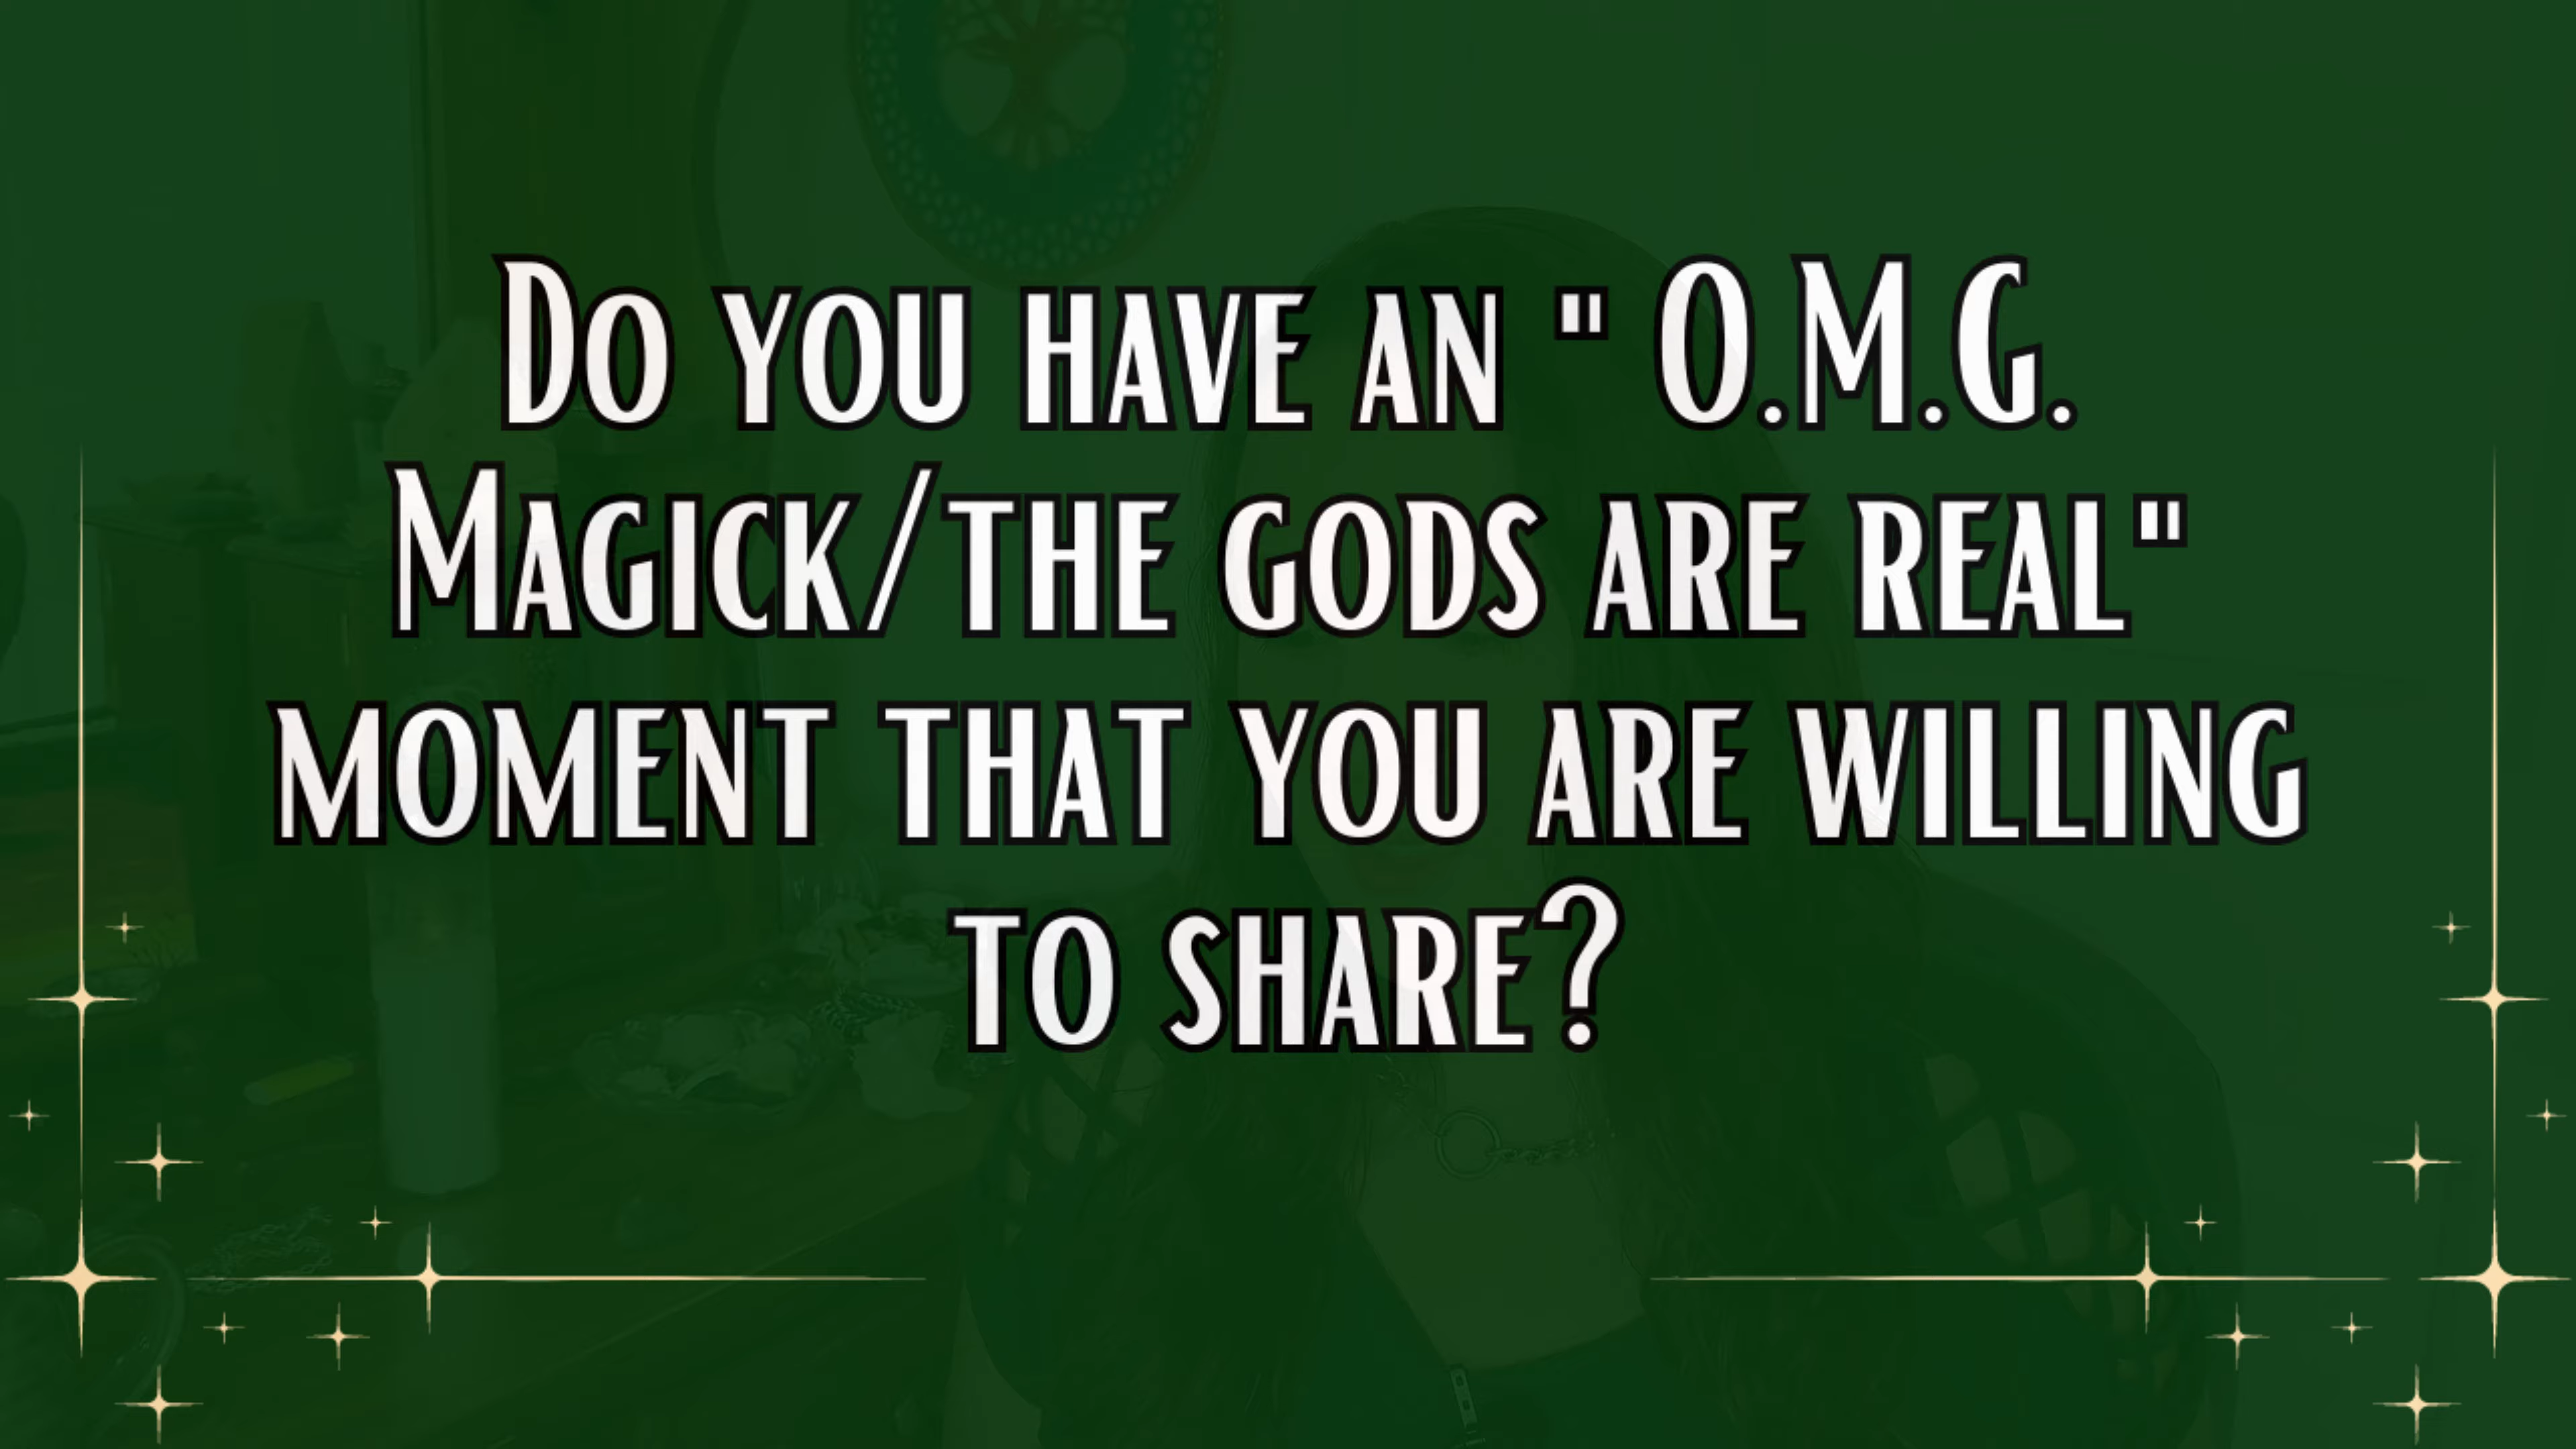 Do you have an " O.M.G.
Magick/the gods are real"
moment that you are willing
to share?